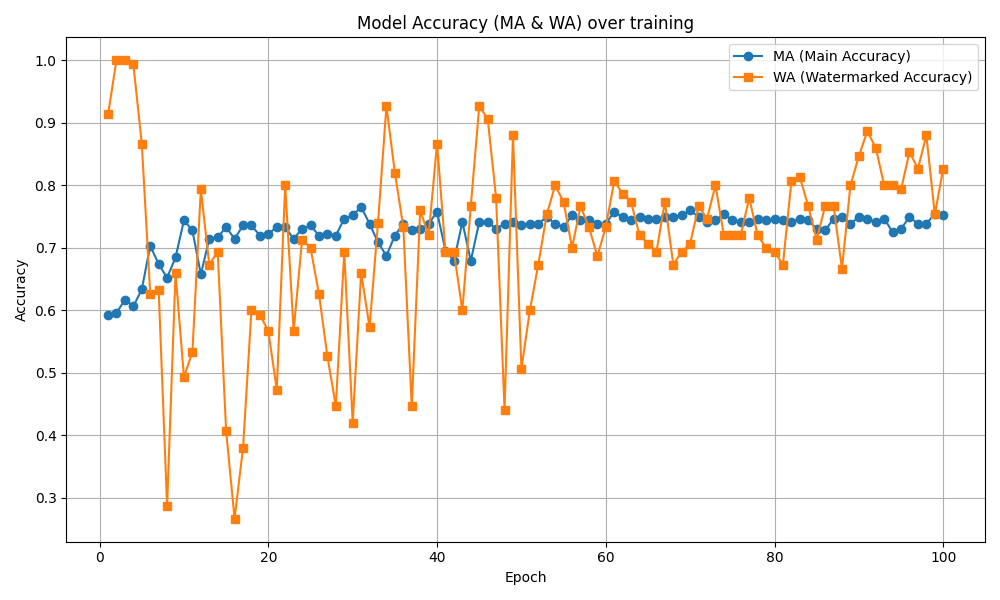 Model Accuracy (MA & WA) over training
MA (Main Accuracy)
WA (Watermarked Accuracy)
Accuracy
1.0
0.9
0.8
0.7
0.6
0.5
0.4
0.3
0 20 40 60 80 100
Epoch